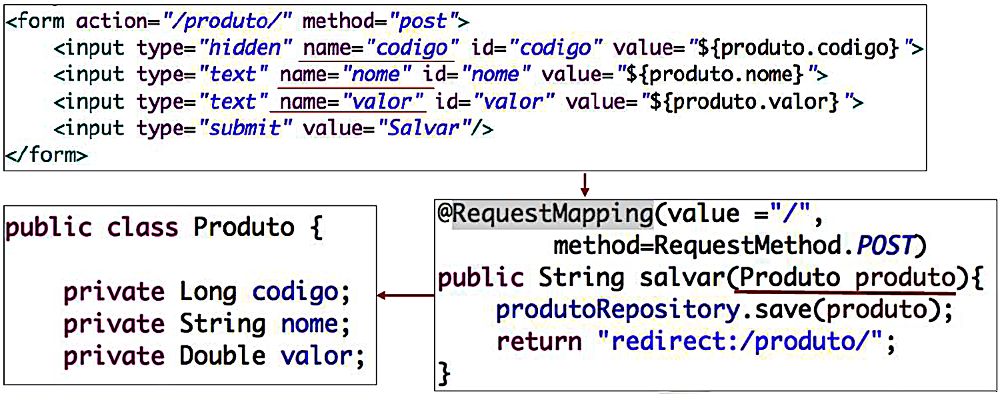 <form action="/produto/" method="post">
<input type="hidden" name="codigo" id="codigo" value="${produto.codigo}">
<input type="text" name="nome" id="nome" value="${produto.nome}">
<input type="text" name="valor" id="valor" value="${produto.valor}">
<input type="submit" value="Salvar"/>
</form>
public class Produto {
private Long codigo;
private String nome;
private Double valor;
@RequestMapping(value ="/",
method=RequestMethod.POST)
public String salvar(Produto produto){
produtoRepository.save(produto);
return "redirect:/produto/";
}